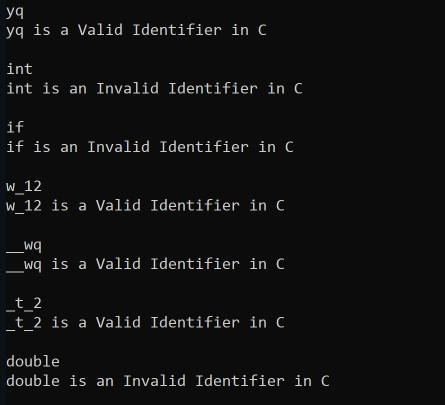 yq
yq is a Valid Identifier in C
int
int is an Invalid Identifier in C
if
if is an Invalid Identifier in C
w_12
w_12 is a Valid Identifier in C
__wq
__wq is a Valid Identifier in C
_t_2
_t_2 is a Valid Identifier in C
double
double is an Invalid Identifier in C